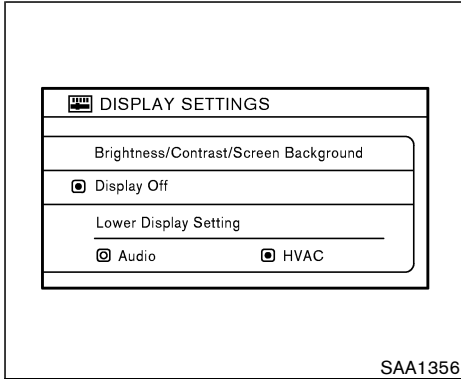 DISPLAY SETTINGS
Brightness/Contrast/Screen Background
Display Off
Lower Display Setting
Audio HVAC
SAA1356